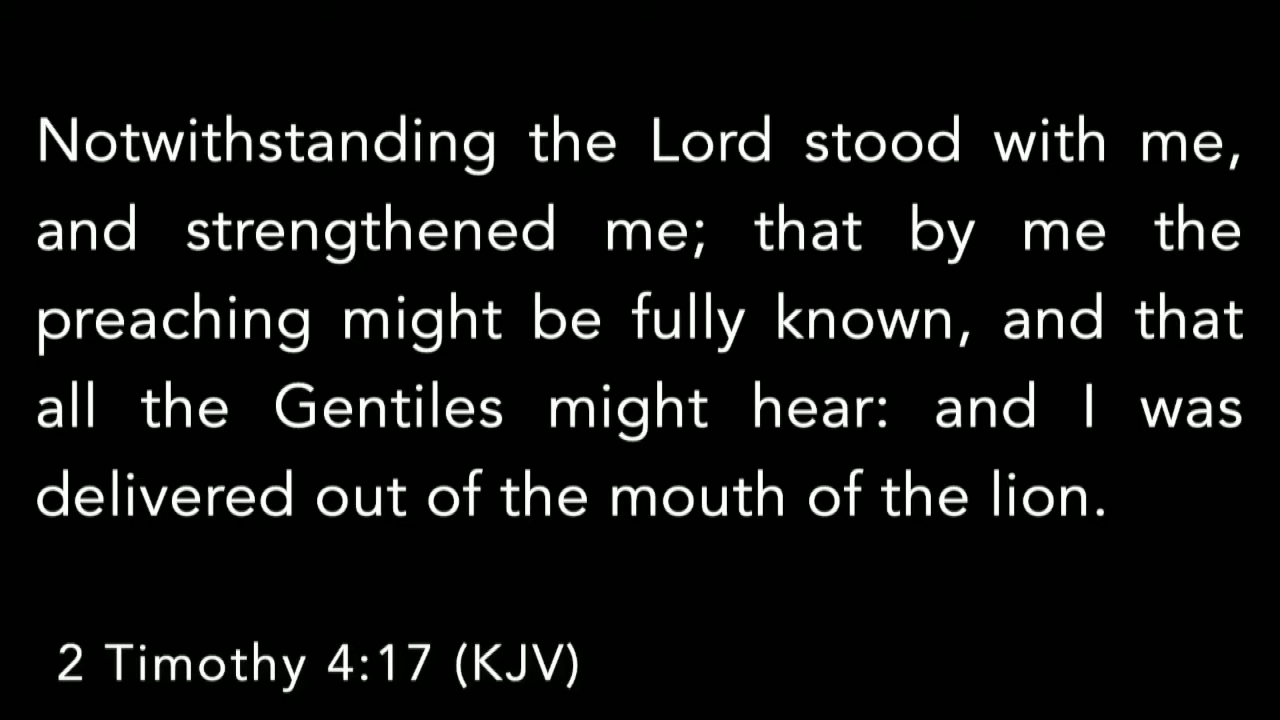 Notwithstanding the Lord stood with me,
and strengthened me; that by me the
preaching might be fully known, and that
all the Gentiles might hear: and I was
delivered out of the mouth of the lion.
2 Timothy 4:17 (KJV)